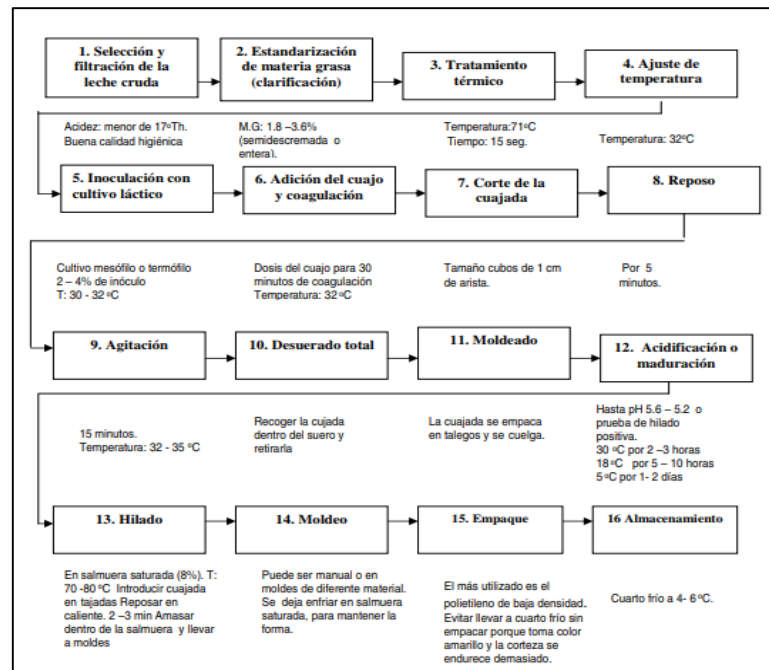 1. Selección y
filtración de la
leche cruda
2. Estandarización
de materia grasa
(clarificación)
3. Tratamiento
térmico
4. Ajuste de
temperatura
Acidez: menor de 17ºTh.
Buena calidad higiénica
M.G: 1.8 –3.6%
(semidescremada o
entera).
Temperatura:71ºC
Tiempo: 15 seg.
Temperatura: 32ºC
5. Inoculación con
cultivo láctico
6. Adición del cuajo
y coagulación
7. Corte de la
cuajada
8. Reposo
Cultivo mesófilo o termófilo
2 – 4% de inóculo
T: 30 - 32 ºC
Dosis del cuajo para 30
minutos de coagulación
Temperatura: 32ºC
Tamaño cubos de 1 cm
de arista.
Por 5
minutos.
9. Agitación
10. Desuerado total
11. Moldeado
12. Acidificación o
maduración
15 minutos.
Temperatura: 32 - 35 ºC
Recoger la cujada
dentro del suero y
retirarla
La cuajada se empaca
en talegos y se cuelga.
Hasta pH 5.6 – 5.2 o
prueba de hilado
positiva.
30 ºC por 2 –3 horas
18ºC por 5 – 10 horas
5ºC por 1- 2 días
13. Hilado
14. Moldeo
15. Empaque
16 Almacenamiento
En salmuera saturada (8%). T:
70 -80 ºC Introducir cuajada
en tajadas Reposar en
caliente. 2 –3 min Amasar
dentro de la salmuera y llevar
a moldes
Puede ser manual o en
moldes de diferente material.
Se deja enfriar en salmuera
saturada, para mantener la
forma.
El más utilizado es el
polietileno de baja densidad.
Evitar llevar a cuarto frío sin
empacar porque toma color
amarillo y la corteza se
endurece demasiado.
Cuarto frío a 4- 6ºC.